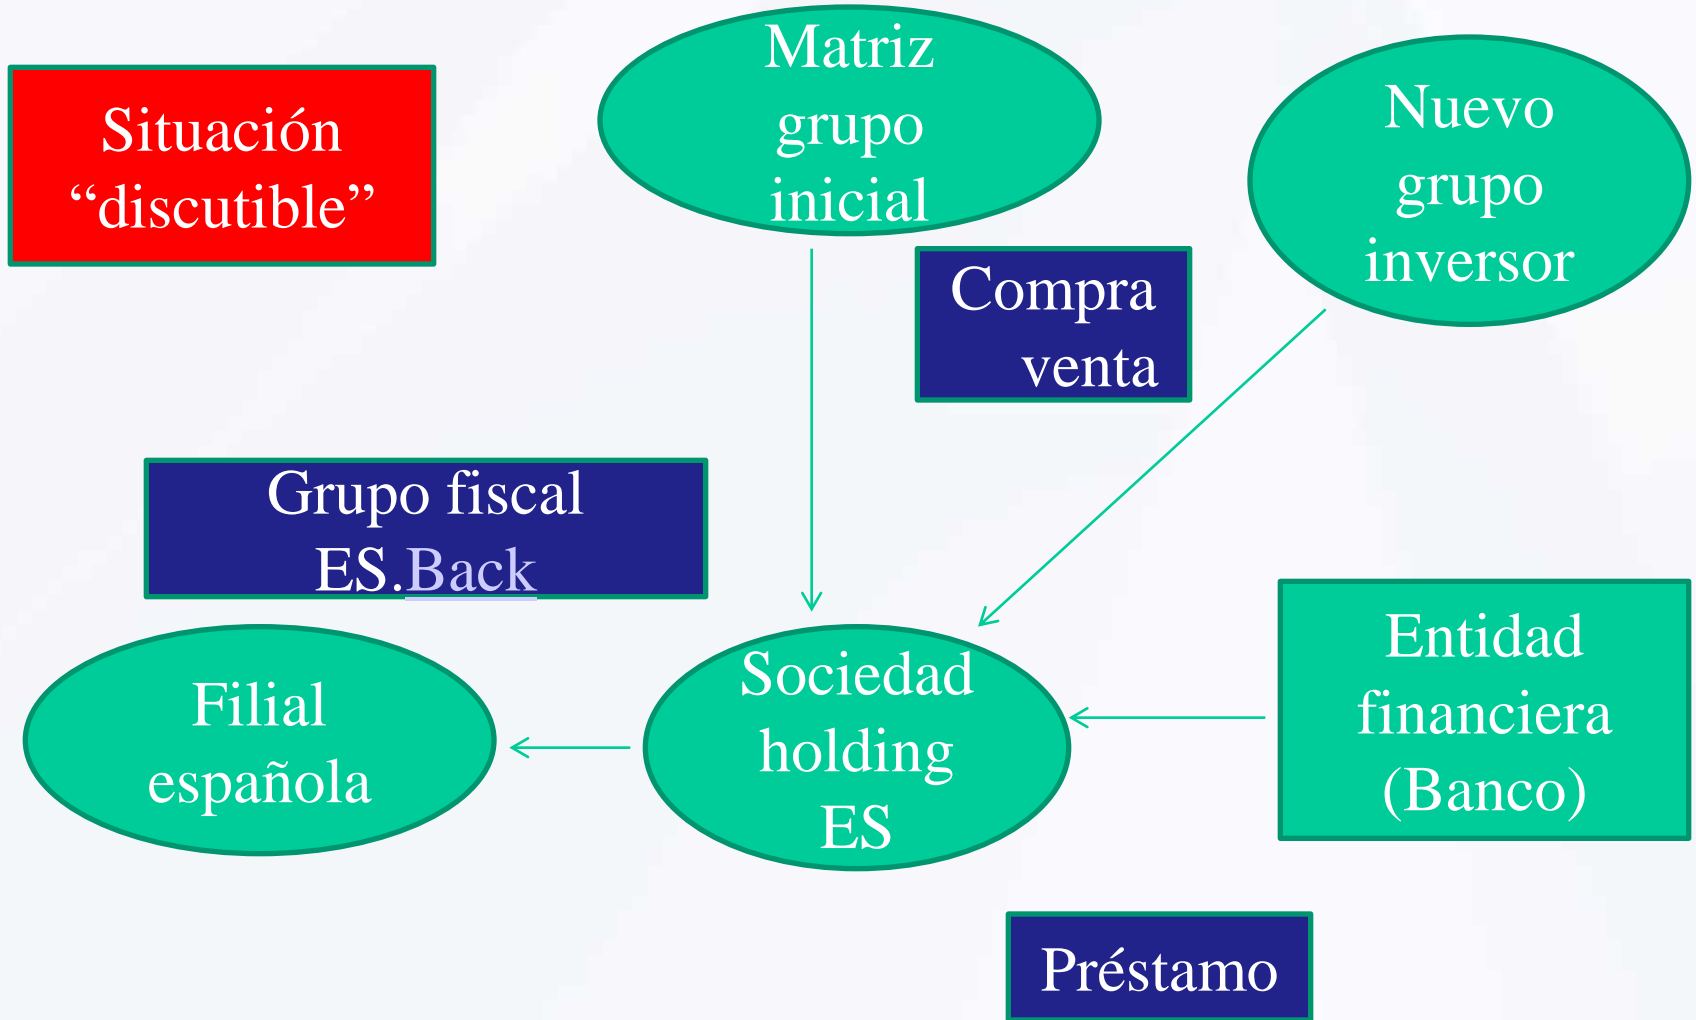 Situación
“discutible”
Matriz
grupo
inicial
Nuevo
grupo
inversor
Compra
venta
Grupo fiscal
ES.Back
Filial
española
Sociedad
holding
ES
Entidad
financiera
(Banco)
Préstamo